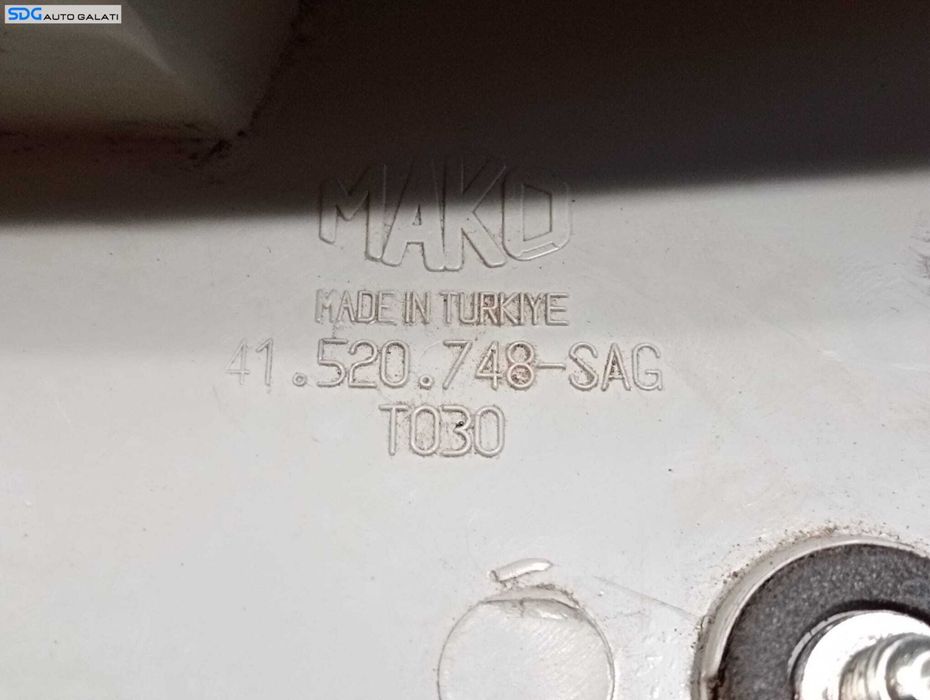 SDG AUTO GALATI
MAKO
MADE IN TURKIYE
41.520.748-SAG
T030